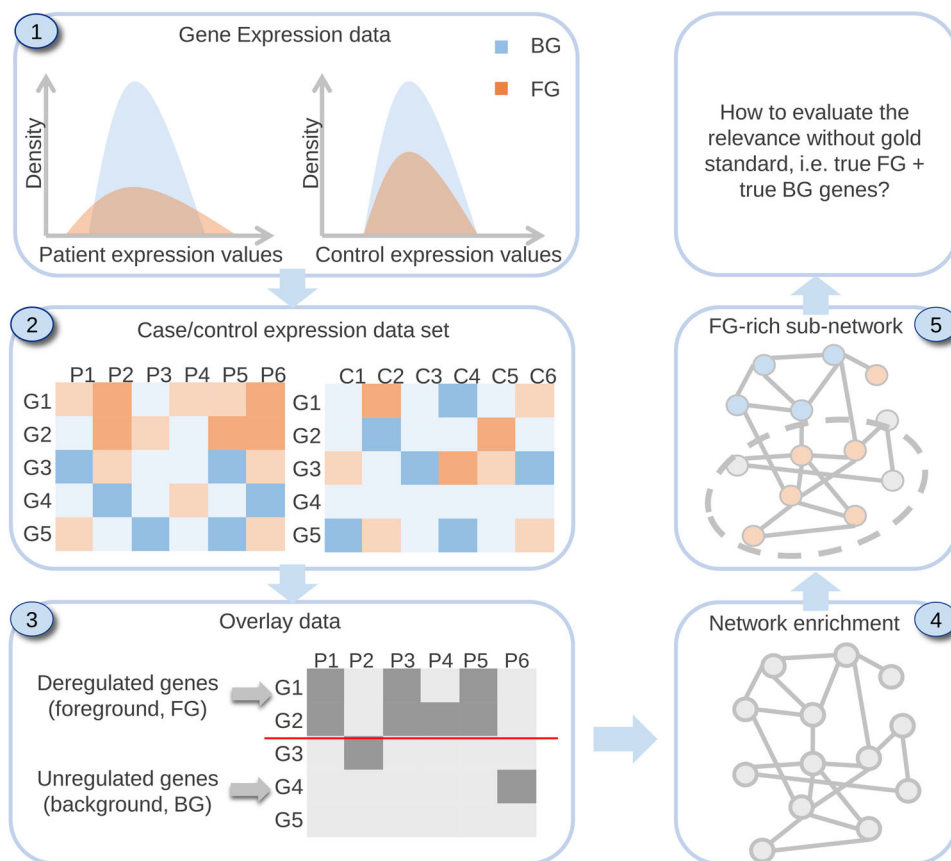 1
Gene Expression data
BG
FG
Density
Patient expression values
Density
Control expression values
2
Case/control expression data set
P1 P2 P3 P4 P5 P6
G1
G2
G3
G4
G5
C1 C2 C3 C4 C5 C6
G1
G2
G3
G4
G5
3
Overlay data
Deregulated genes
(foreground, FG)
Unregulated genes
(background, BG)
P1 P2 P3 P4 P5 P6
G1
G2
G3
G4
G5
Network enrichment
4
FG-rich sub-network
5
How to evaluate the
relevance without gold
standard, i.e. true FG +
true BG genes?